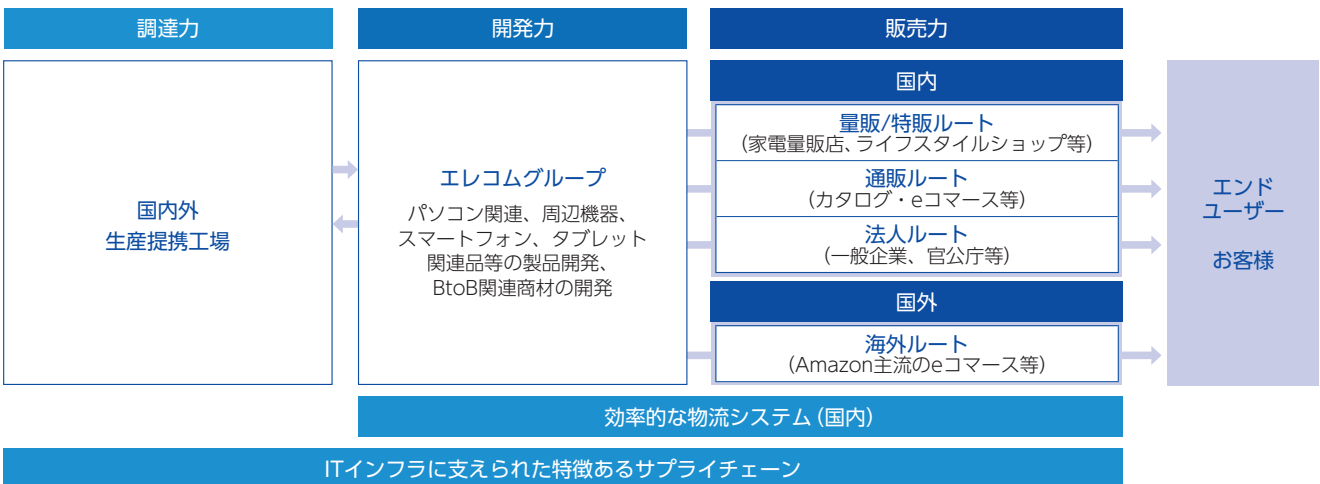 調達力
開発力
販売力
国内外
生産提携工場
エレコムグループ
パソコン関連、周辺機器、
スマートフォン、タブレット
関連品等の製品開発、
BtoB関連商材の開発
国内
量販/特販ルート
(家電量販店、ライフスタイルショップ等)
通販ルート
(カタログ・eコマース等)
法人ルート
(一般企業、官公庁等)
国外
海外ルート
(Amazon主流のeコマース等)
エンド
ユーザー
お客様
効率的な物流システム(国内)
ITインフラに支えられた特徴あるサプライチェーン